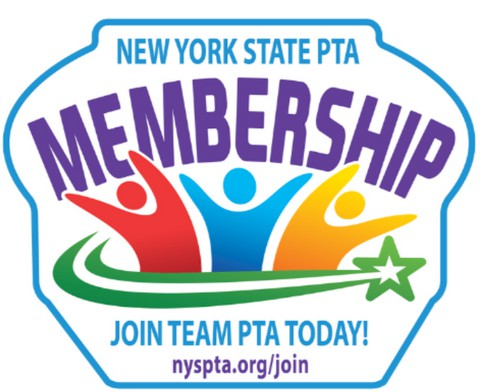 NEW YORK STATE PTA
MEMBERSHIP
JOIN TEAM PTA TODAY!
nyspta.org/join